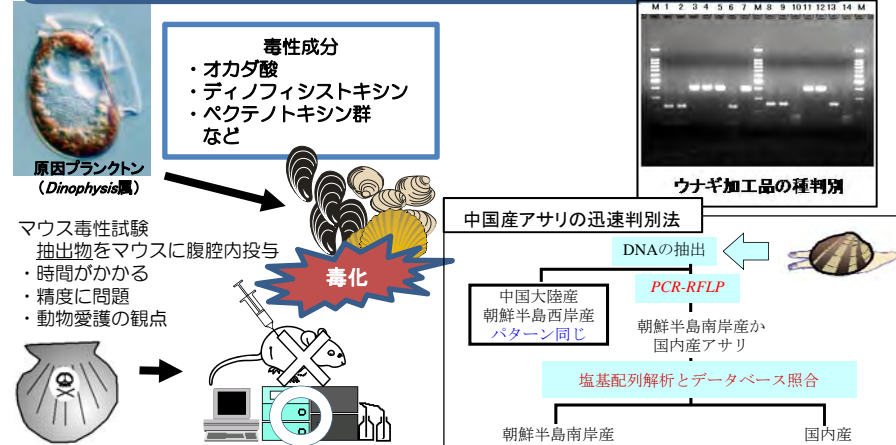 毒性成分
・オカダ酸
・ディノフィシストキシン
・ペクテノトキシン群
など
原因プランクトン
（Dinophysis属）
マウス毒性試験
抽出物をマウスに腹腔内投与
・時間がかかる
・精度に問題
・動物愛護の観点
毒化
M 1 2 3 4 5 6 7 M 8 9 10 11 12 13 14 M
ウナギ加工品の種判別
中国産アサリの迅速判別法
DNAの抽出
PCR-RFLP
中国大陸産
朝鮮半島西岸産
パターン同じ
朝鮮半島南岸産か
国内産アサリ
塩基配列解析とデータベース照合
朝鮮半島南岸産
国内産